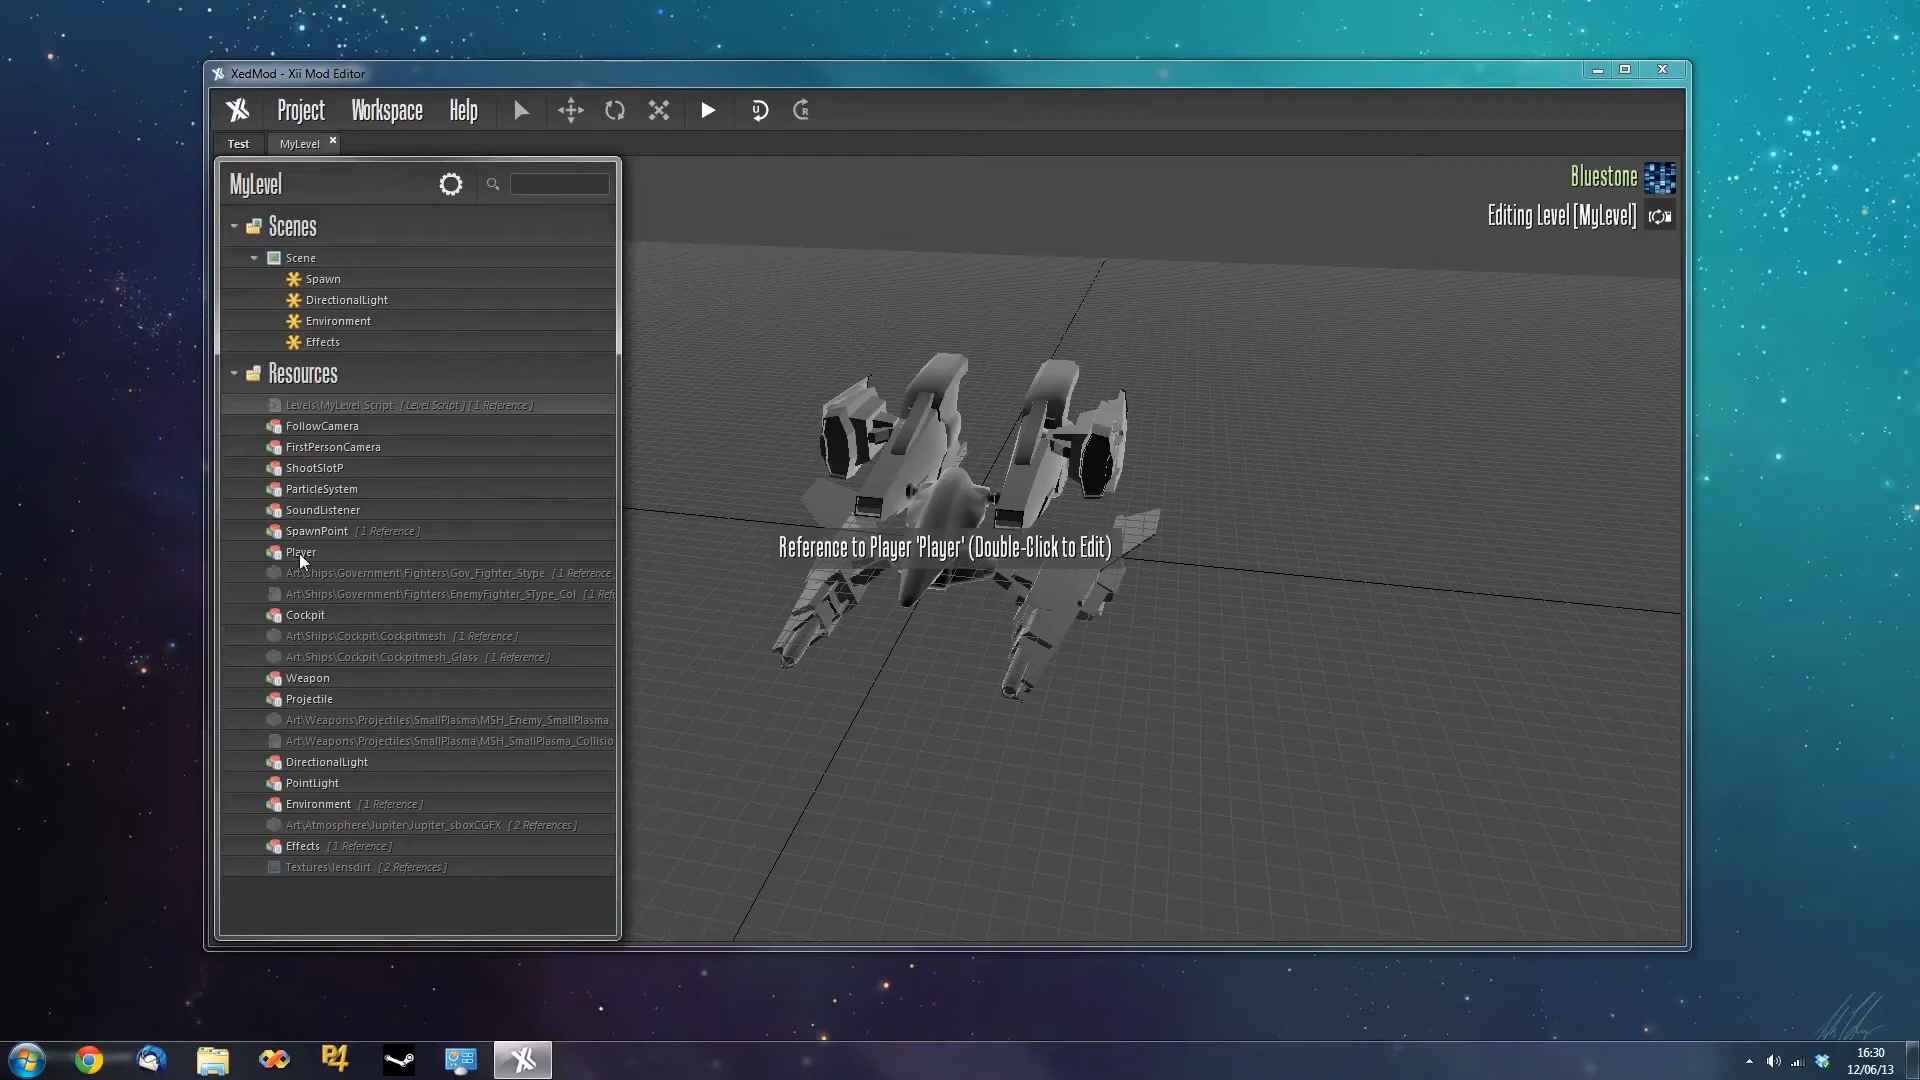 XedMod - Xii Mod Editor
Project Workspace Help
Test MyLevel
MyLevel
Scenes
Scene
Spawn
DirectionalLight
Environment
Effects
Resources
Levels\MyLevel\Script [ Level Script ] [ 1 Reference ]
FollowCamera
FirstPersonCamera
ShootSlotP
ParticleSystem
SoundListener
SpawnPoint [ 1 Reference ]
Player
Art\Ships\Government\Fighters\Gov_Fighter_Stype [ 1 Reference
Art\Ships\Government\Fighters\EnemyFighter_SType_Col [ 1 Refe
Cockpit
Art\Ships\Cockpit\Cockpitmesh [ 1 Reference ]
Art\Ships\Cockpit\Cockpitmesh_Glass [ 1 Reference ]
Weapon
Projectile
Art\Weapons\Projectiles\SmallPlasma\MSH_Enemy_SmallPlasma
Art\Weapons\Projectiles\SmallPlasma\MSH_SmallPlasma_Collisio
DirectionalLight
PointLight
Environment [ 1 Reference ]
Art\Atmosphere\Jupiter\Jupiter_sboxCGFX [ 2 References ]
Effects [ 1 Reference ]
Textures\lensdirt [ 2 References ]
Bluestone
Editing Level [MyLevel]
Reference to Player 'Player' (Double-Click to Edit)
P4
16:30
12/06/13